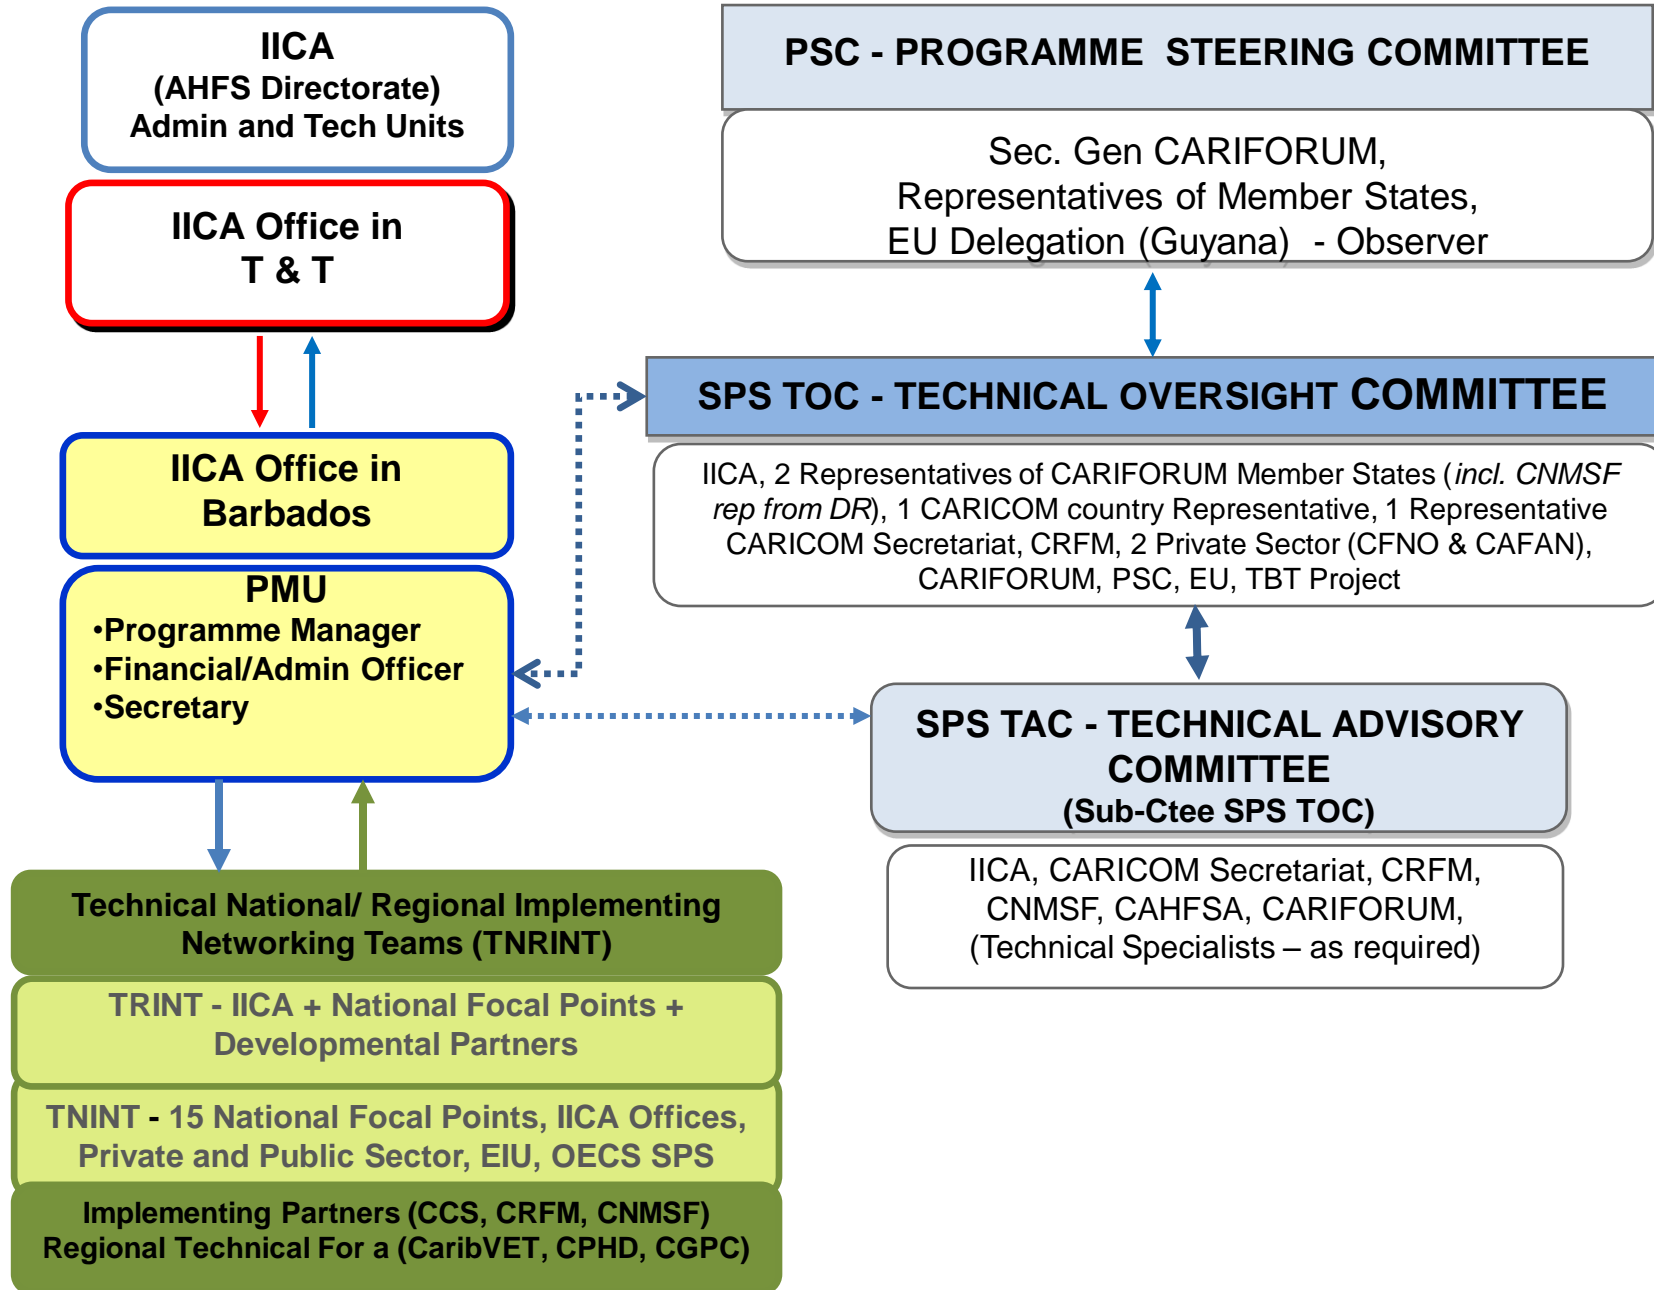 IICA
(AHFS Directorate)
Admin and Tech Units
IICA Office in
T & T
IICA Office in
Barbados
PMU
•Programme Manager
•Financial/Admin Officer
•Secretary
Technical National/ Regional Implementing
Networking Teams (TNRINT)
TRINT - IICA + National Focal Points +
Developmental Partners
TNINT - 15 National Focal Points, IICA Offices,
Private and Public Sector, EIU, OECS SPS
Implementing Partners (CCS, CRFM, CNMSF)
Regional Technical For a (CaribVET, CPHD, CGPC)
PSC - PROGRAMME STEERING COMMITTEE
Sec. Gen CARIFORUM,
Representatives of Member States,
EU Delegation (Guyana) - Observer
SPS TOC - TECHNICAL OVERSIGHT COMMITTEE
IICA, 2 Representatives of CARIFORUM Member States (incl. CNMSF
rep from DR), 1 CARICOM country Representative, 1 Representative
CARICOM Secretariat, CRFM, 2 Private Sector (CFNO & CAFAN),
CARIFORUM, PSC, EU, TBT Project
SPS TAC - TECHNICAL ADVISORY
COMMITTEE
(Sub-Ctee SPS TOC)
IICA, CARICOM Secretariat, CRFM,
CNMSF, CAHFSA, CARIFORUM,
(Technical Specialists – as required)